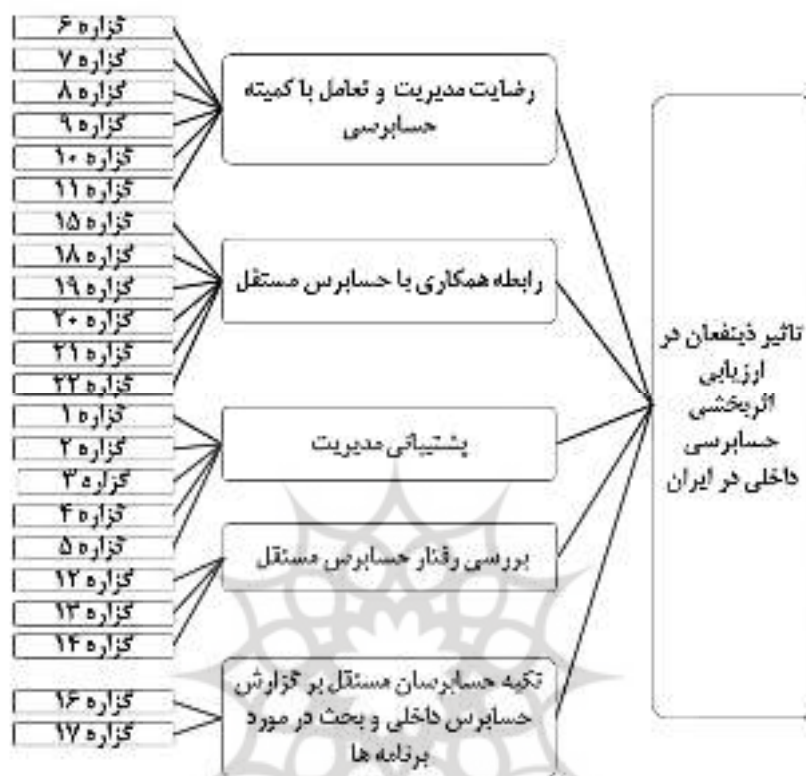 تاثیر ذینفعان در
ارزیابی
اثربخشی
حسابرسی
داخلی در ایران
رضایت مدیریت و تعامل با کمیته
حسابرسی
گزاره ۶
گزاره ۷
گزاره ۸
گزاره ۹
گزاره ۱۰
گزاره ۱۱
رابطه همکاری با حسابرس مستقل
گزاره ۱۵
گزاره ۱۸
گزاره ۱۹
گزاره ۲۰
گزاره ۲۱
گزاره ۲۲
پشتیبانی مدیریت
گزاره ۱
گزاره ۲
گزاره ۳
گزاره ۴
گزاره ۵
بررسی رفتار حسابرس مستقل
گزاره ۱۲
گزاره ۱۳
گزاره ۱۴
تکیه حسابرسان مستقل بر گزارش
حسابرس داخلی و بحث در مورد
برنامه ها
گزاره ۱۶
گزاره ۱۷